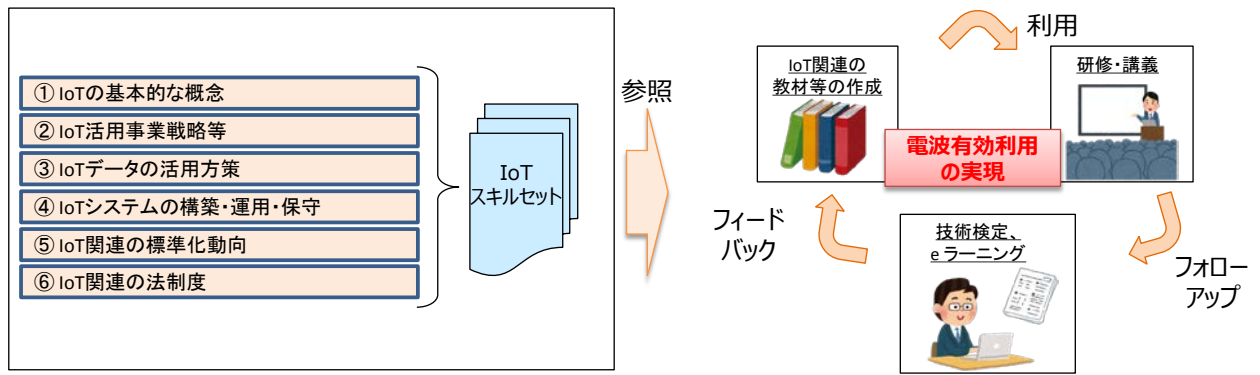 ① IoTの基本的な概念
② IoT活用事業戦略等
③ IoTデータの活用方策
④ IoTシステムの構築・運用・保守
⑤ IoT関連の標準化動向
⑥ IoT関連の法制度
IoT
スキルセット
参照
利用
IoT関連の
教材等の作成
研修・講義
電波有効利用
の実現
フィード
バック
技術検定、
e ラーニング
フォロー
アップ